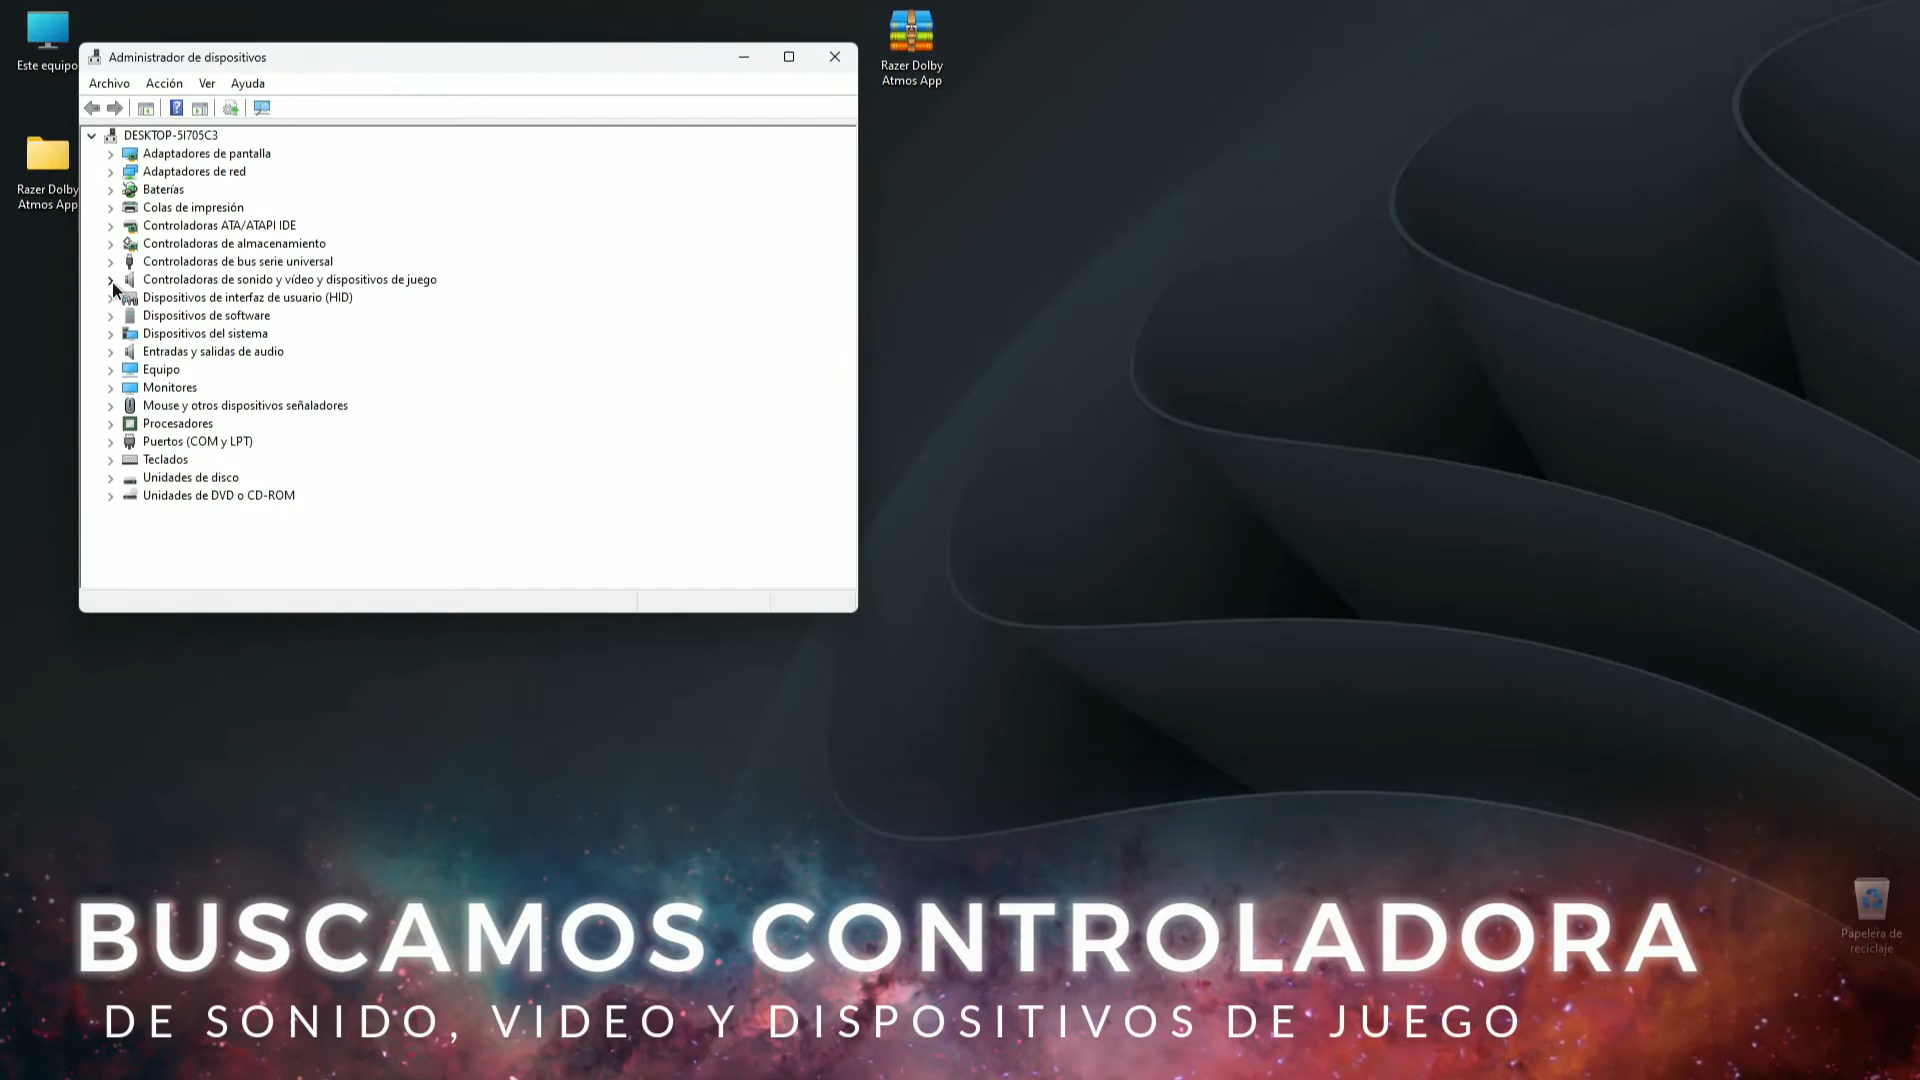 Este equipo
Administrador de dispositivos
Archivo Acción Ver Ayuda
DESKTOP-5I705C3
Adaptadores de pantalla
Adaptadores de red
Baterías
Colas de impresión
Controladoras ATA/ATAPI IDE
Controladoras de almacenamiento
Controladoras de bus serie universal
Controladoras de sonido y vídeo y dispositivos de juego
Dispositivos de interfaz de usuario (HID)
Dispositivos de software
Dispositivos del sistema
Entradas y salidas de audio
Equipo
Monitores
Mouse y otros dispositivos señaladores
Procesadores
Puertos (COM y LPT)
Teclados
Unidades de disco
Unidades de DVD o CD-ROM
Razer Dolby
Atmos App
Razer Dolby
Atmos App
Papelera de
reciclaje
BUSCAMOS CONTROLADORA
DE SONIDO, VIDEO Y DISPOSITIVOS DE JUEGO